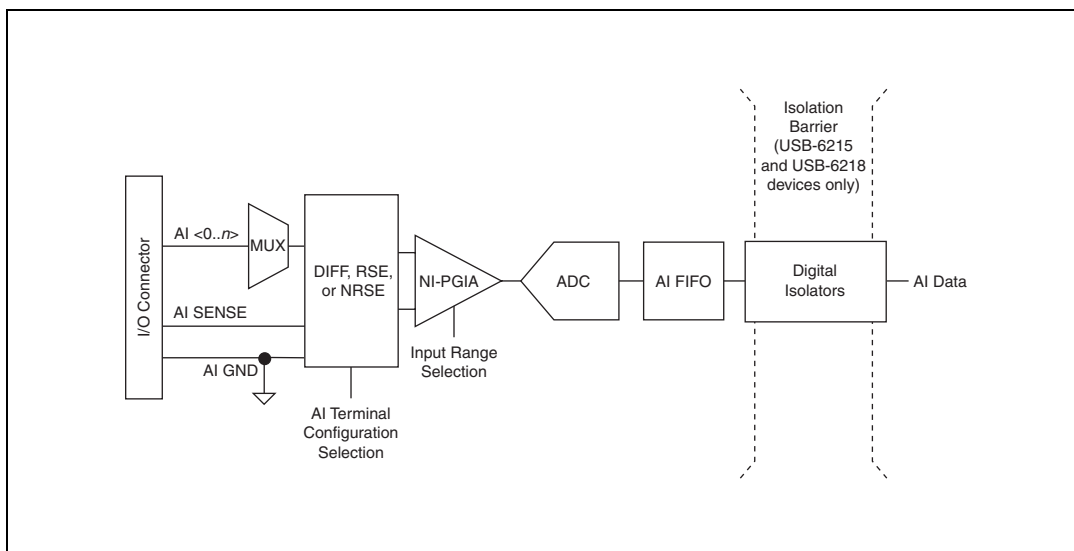 Isolation
Barrier
(USB-6215
and USB-6218
devices only)
I/O Connector
AI <0..n>
MUX
DIFF, RSE,
or NRSE
NI-PGIA
ADC
AI FIFO
Digital
Isolators
AI Data
AI SENSE
AI GND
Input Range
Selection
AI Terminal
Configuration
Selection